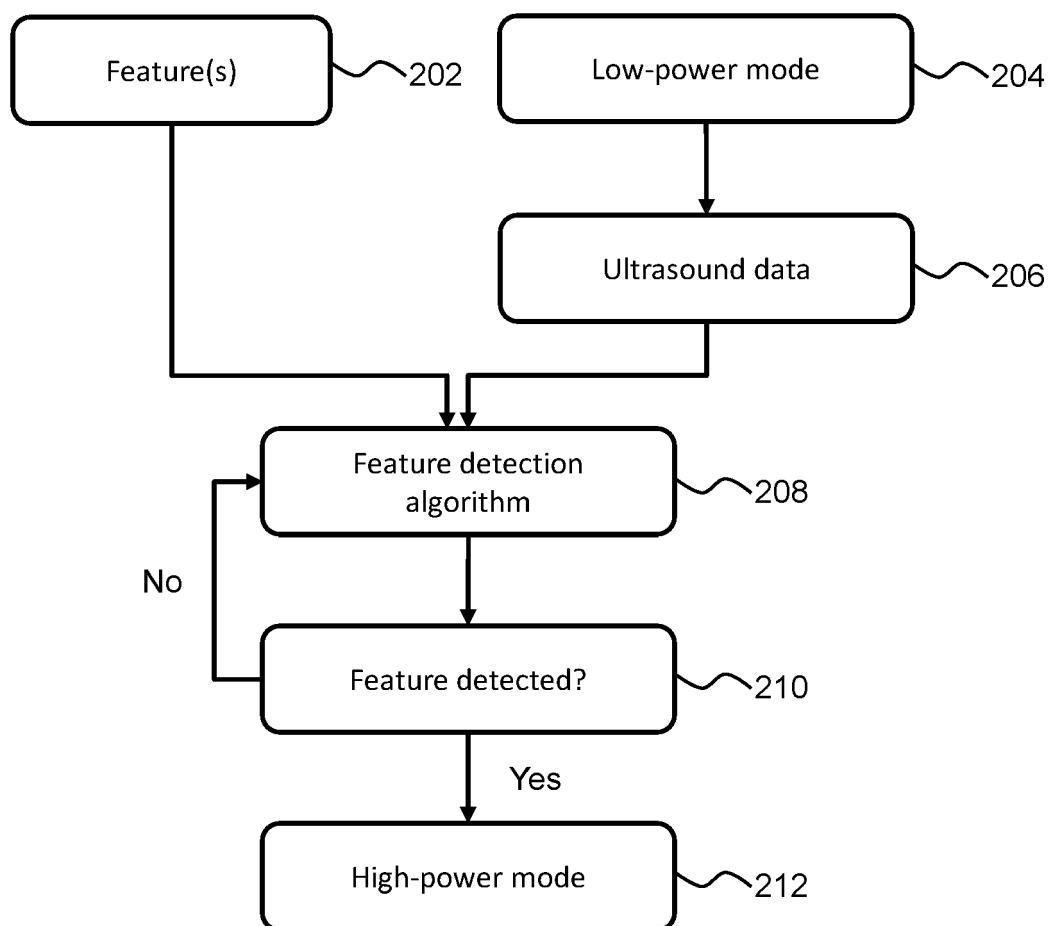 Feature(s)
202
Low-power mode
204
Ultrasound data
206
Feature detection
algorithm
208
No
Feature detected?
210
Yes
High-power mode
212